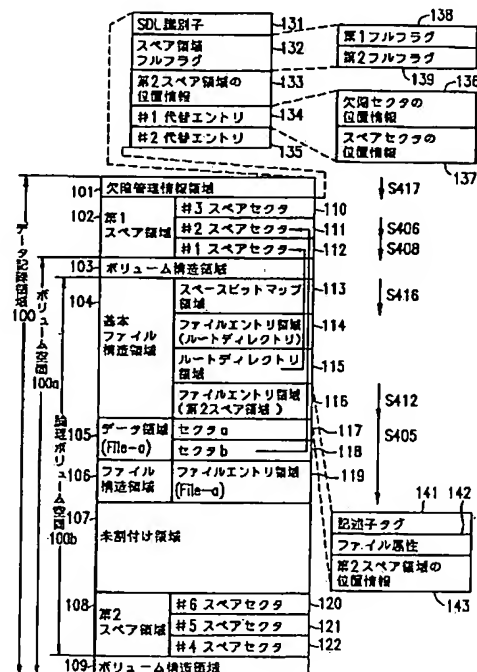 SDL識別子
131
スペア領域
フルフラグ
132
第2スペア領域の
位置情報
133
#1 代替エントリ
134
#2 代替エントリ
135
138
第1フルフラグ
第2フルフラグ
139
136
欠陥セクタの
位置情報
スペアセクタの
位置情報
137
データ記録領域
100
ボリューム空間
100a
論理ボリューム空間
100b
101
欠陥管理情報領域
102
第1
スペア領域
#3 スペアセクタ
110
#2 スペアセクタ
111
#1 スペアセクタ
112
103
ボリューム構造領域
104
基本
ファイル
構造領域
スペースビットマップ
領域
113
ファイルエントリ領域
(ルートディレクトリ)
114
ルートディレクトリ
領域
115
ファイルエントリ領域
(第2スペア領域)
116
105
データ領域
(File-a)
セクタa
117
セクタb
118
106
ファイル
構造領域
ファイルエントリ領域
(File-a)
119
107
未割付け領域
108
第2
スペア領域
#6 スペアセクタ
120
#5 スペアセクタ
121
#4 スペアセクタ
122
109
ボリューム構造領域
S417
S406
S408
S416
S412
S405
141
142
記述子タグ
ファイル属性
第2スペア領域の
位置情報
143